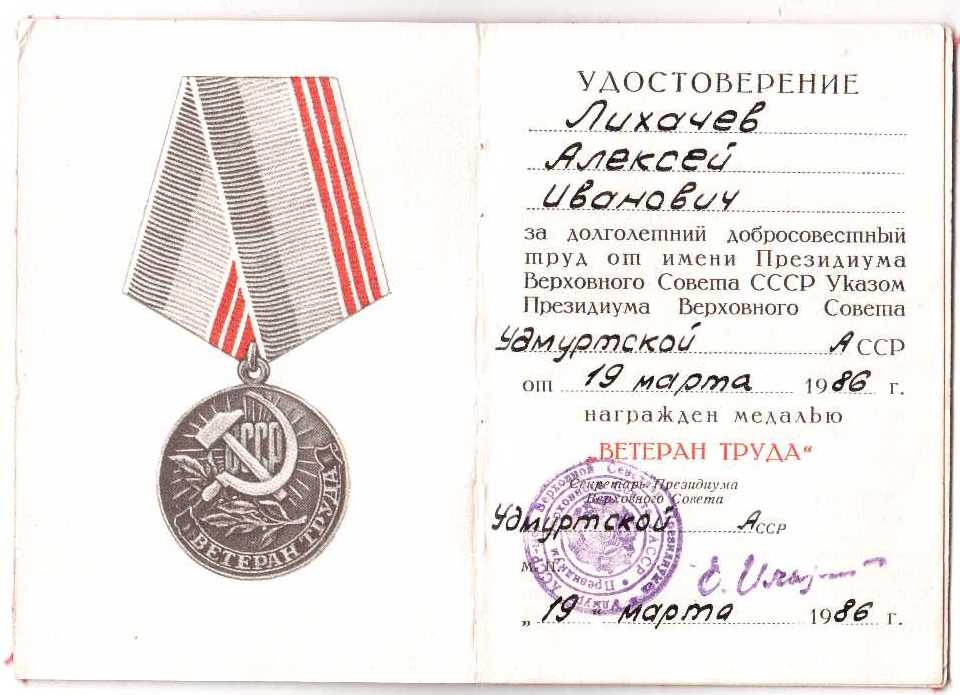 СССР
ВЕТЕРАН ТРУДА
УДОСТОВЕРЕНИЕ
Лихачев
Алексей
Иванович
за долголетний добросовестный
труд от имени Президиума
Верховного Совета СССР Указом
Президиума Верховного Совета
Удмуртской АССР
от 19 марта 1986 г.
награжден медалью
ВЕТЕРАН ТРУДА“
Секретарь Президиума
Верховного Совета
Удмуртской АССР
М. П.
„19“ марта 1986 г.